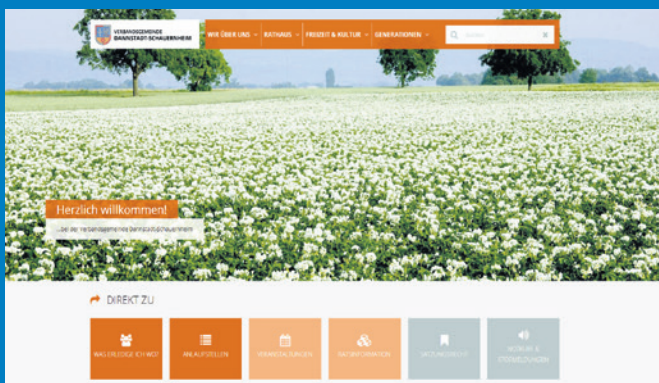 VERBANDSGEMEINDE
DANNSTADT-SCHAUERNHEIM
WIR ÜBER UNS
RATHAUS
FREIZEIT & KULTUR
GENERATIONEN
Herzlich willkommen!
...bei der Verbandsgemeinde Dannstadt-Schauernheim
DIREKT ZU
WAS ERLEDIGE ICH WO?
ANLAUFSTELLEN
VERANSTALTUNGEN
RATSINFORMATION